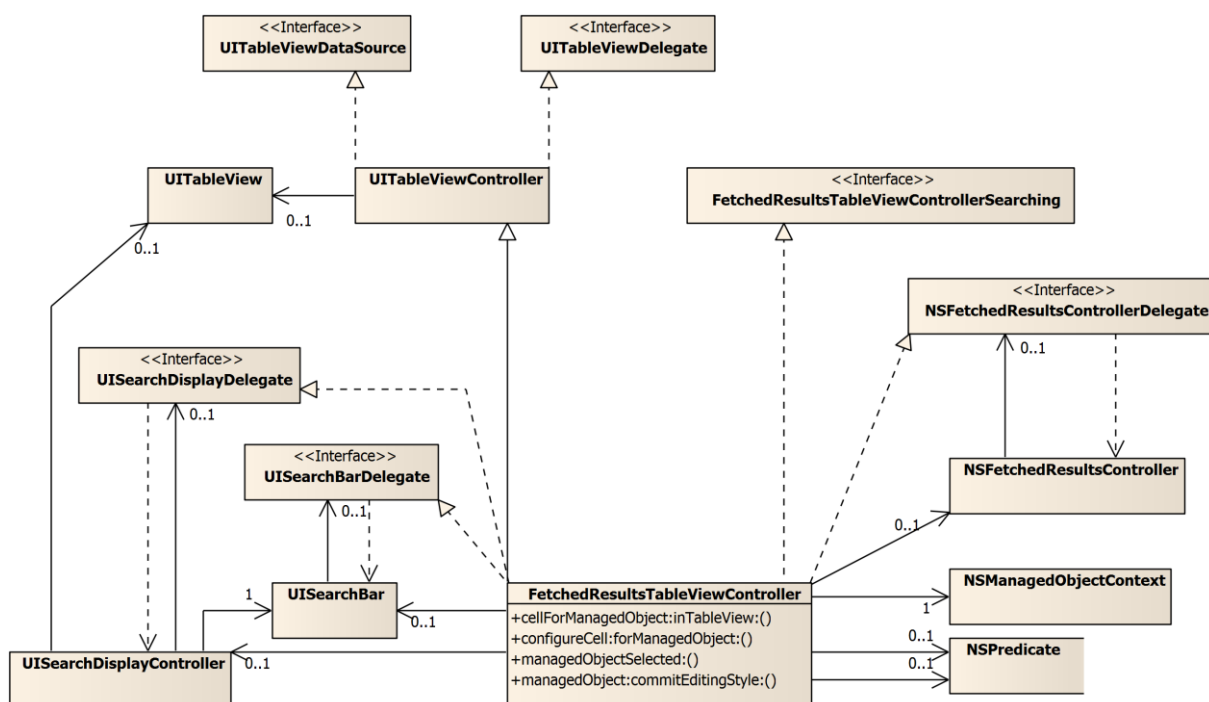 <<Interface>>
UITableViewDataSource
<<Interface>>
UITableViewDelegate
UITableView
0..1
UITableViewController
<<Interface>>
FetchedResultsTableViewControllerSearching
0..1
<<Interface>>
NSFetchedResultsControllerDelegate
0..1
<<Interface>>
UISearchDisplayDelegate
0..1
<<Interface>>
UISearchBarDelegate
0..1
NSFetchedResultsController
0..1
UISearchBar
1
0..1
FetchedResultsTableViewController
+cellForManagedObject:inTableView:()
+configureCell:forManagedObject:()
+managedObjectSelected:()
+managedObject:commitEditingStyle:()
NSManagedObjectContext
1
UISearchDisplayController
0..1
0..1
0..1
NSPredicate